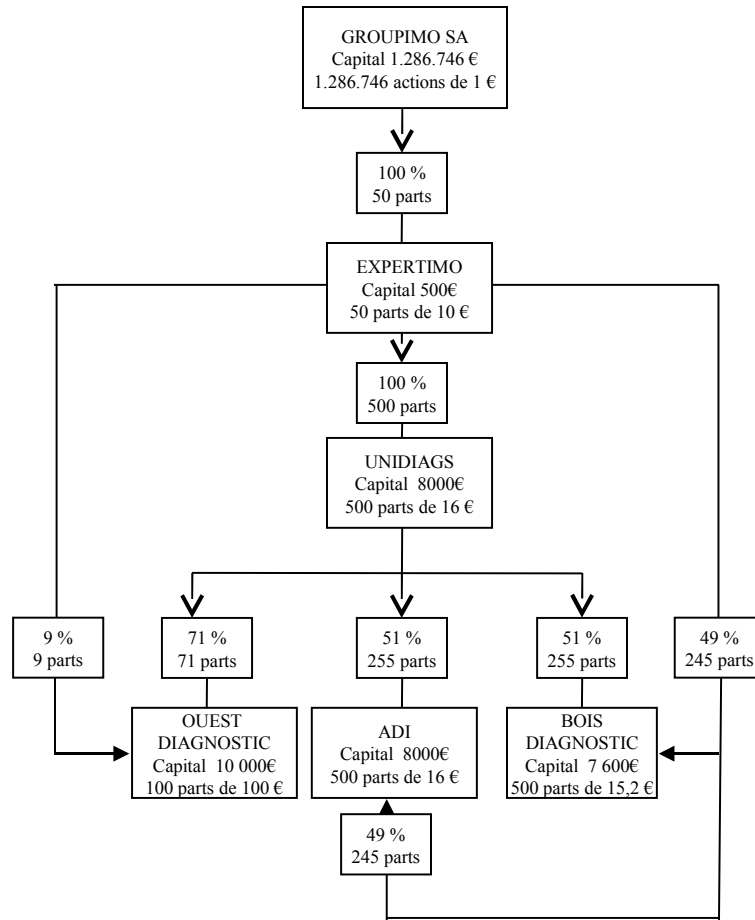 GROUPIMO SA
Capital 1.286.746 €
1.286.746 actions de 1 €
100 %
50 parts
EXPERTIMO
Capital 500€
50 parts de 10 €
100 %
500 parts
UNIDIAGS
Capital 8000€
500 parts de 16 €
9 %
9 parts
71 %
71 parts
51 %
255 parts
51 %
255 parts
49 %
245 parts
OUEST
DIAGNOSTIC
Capital 10 000€
100 parts de 100 €
ADI
Capital 8000€
500 parts de 16 €
BOIS
DIAGNOSTIC
Capital 7 600€
500 parts de 15,2 €
49 %
245 parts